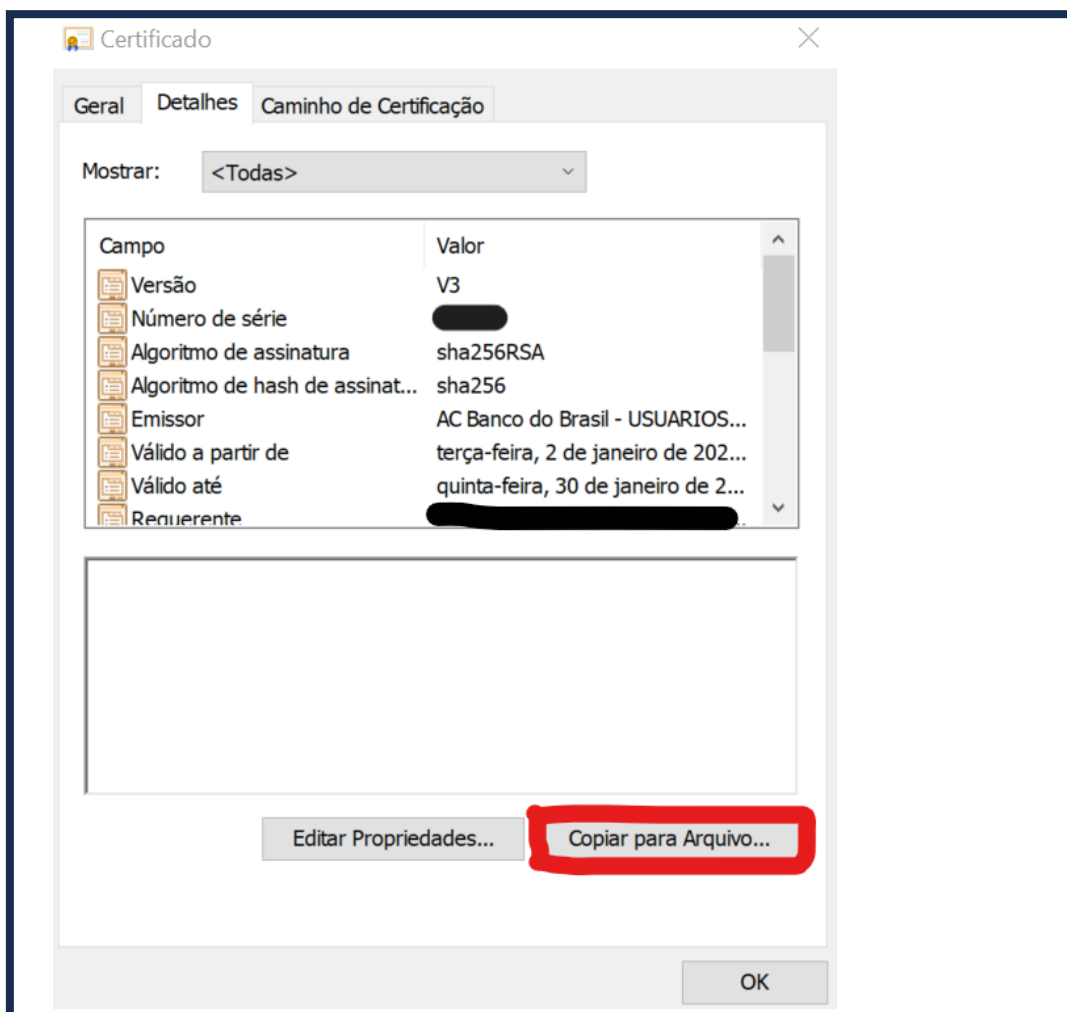 Certificado
Geral Detalhes Caminho de Certificação
Mostrar: <Todas>
Campo Valor
Versão V3
Número de série
Algoritmo de assinatura sha256RSA
Algoritmo de hash de assinat... sha256
Emissor AC Banco do Brasil - USUARIOS...
Válido a partir de terça-feira, 2 de janeiro de 202...
Válido até quinta-feira, 30 de janeiro de 2...
Requerente
Editar Propriedades... Copiar para Arquivo...
OK